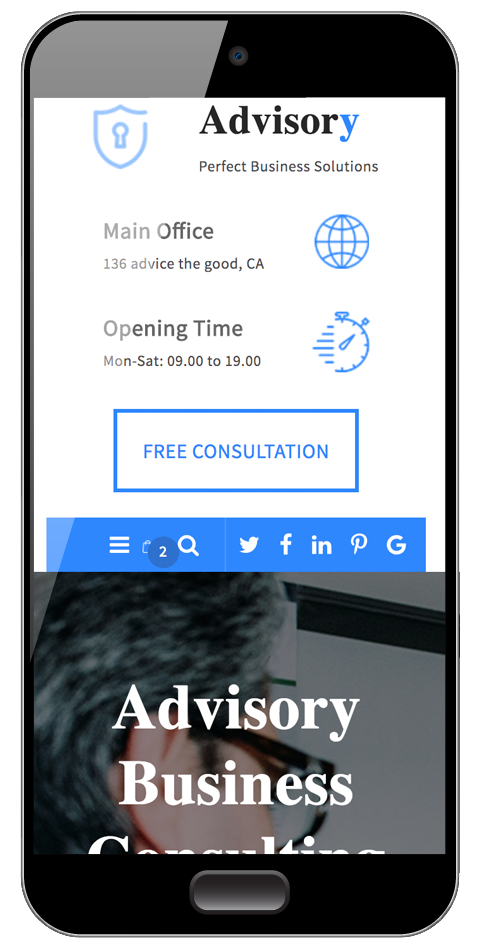 Advisory
Perfect Business Solutions
Main Office
136 advice the good, CA
Opening Time
Mon-Sat: 09.00 to 19.00
FREE CONSULTATION
2
Advisory
Business
Consulting